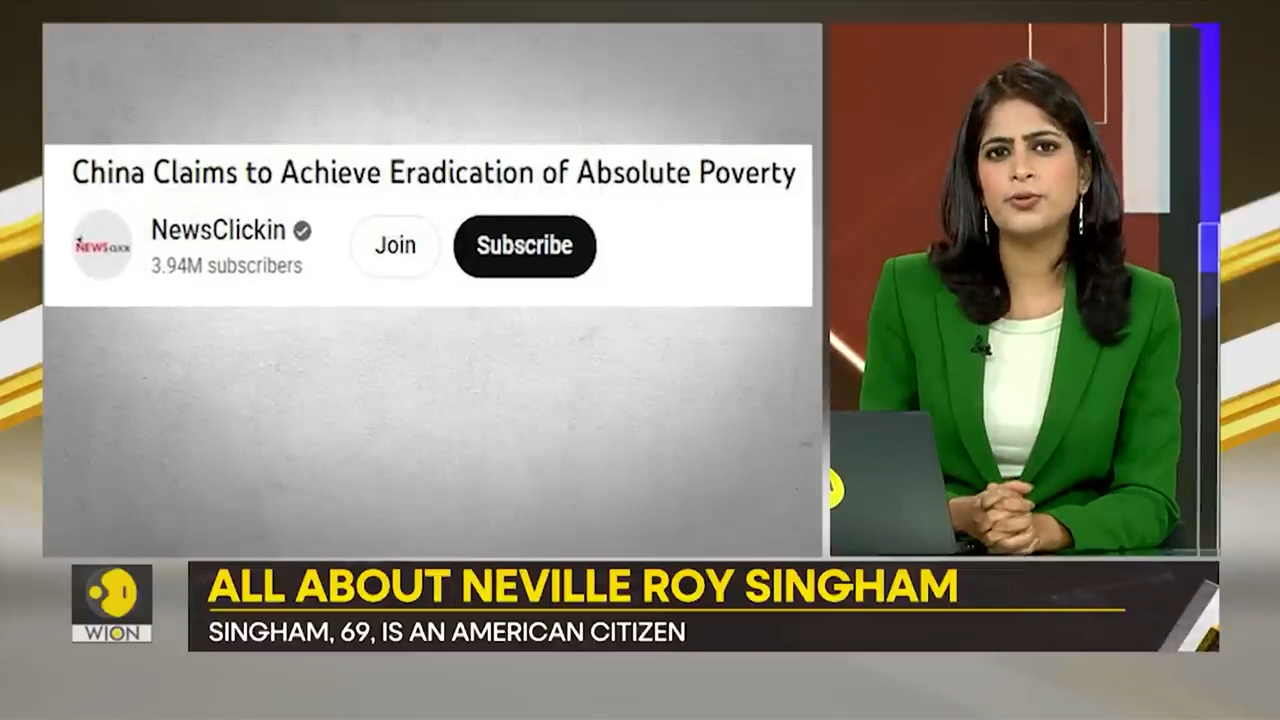 China Claims to Achieve Eradication of Absolute Poverty
NEWSCLICK
NewsClickin
3.94M subscribers
Join
Subscribe
ALL ABOUT NEVILLE ROY SINGHAM
SINGHAM, 69, IS AN AMERICAN CITIZEN
WION